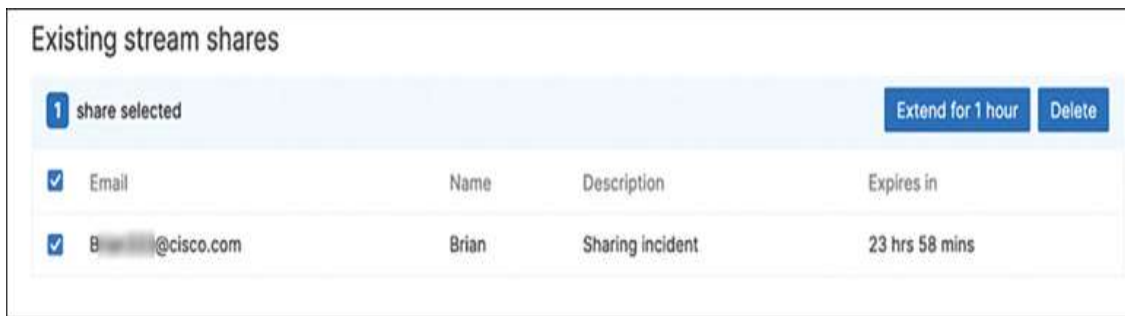 Existing stream shares
1 share selected Extend for 1 hour Delete
Email Name Description Expires in
B @cisco.com Brian Sharing incident 23 hrs 58 mins